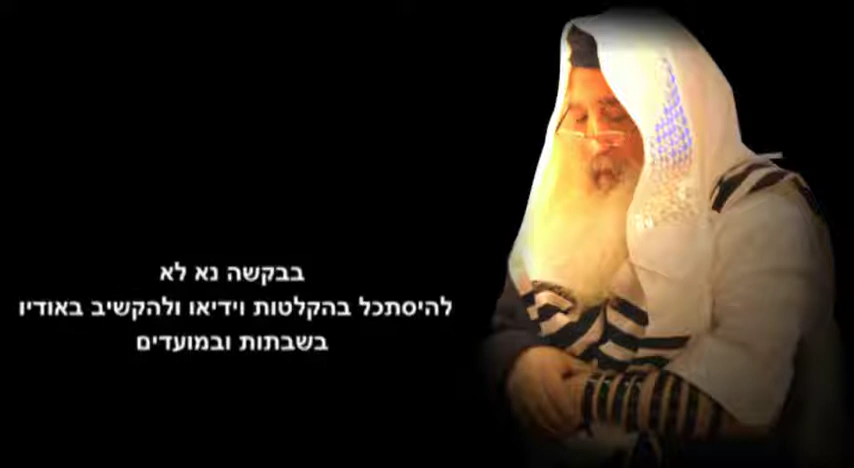 בבקשה נא לא
להיסתכל בהקלטות וידיאו ולהקשיב באודיו
בשבתות ובמועדים